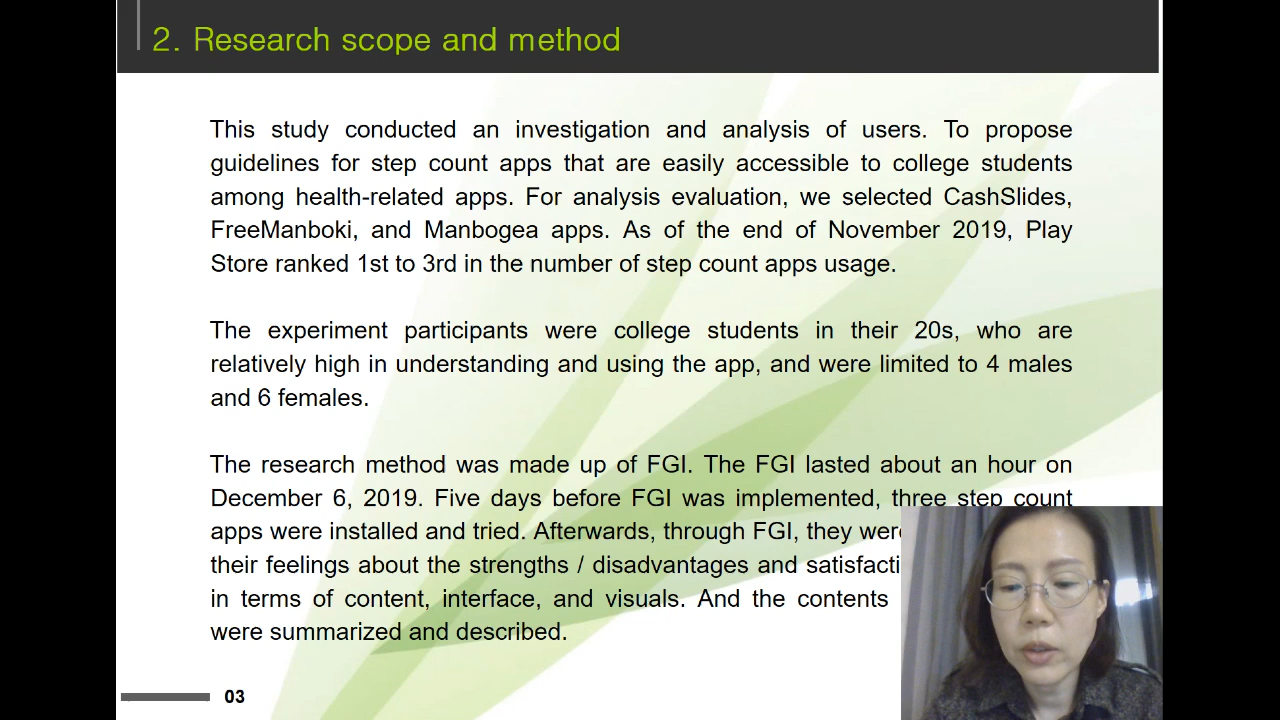 2. Research scope and method
This study conducted an investigation and analysis of users. To propose
guidelines for step count apps that are easily accessible to college students
among health-related apps. For analysis evaluation, we selected CashSlides,
FreeManboki, and Manbogea apps. As of the end of November 2019, Play
Store ranked 1st to 3rd in the number of step count apps usage.
The experiment participants were college students in their 20s, who are
relatively high in understanding and using the app, and were limited to 4 males
and 6 females.
The research method was made up of FGI. The FGI lasted about an hour on
December 6, 2019. Five days before FGI was implemented, three step count
apps were installed and tried. Afterwards, through FGI, they
their feelings about the strengths / disadvantages and
in terms of content, interface, and visuals. And the contents
were summarized and described.
03